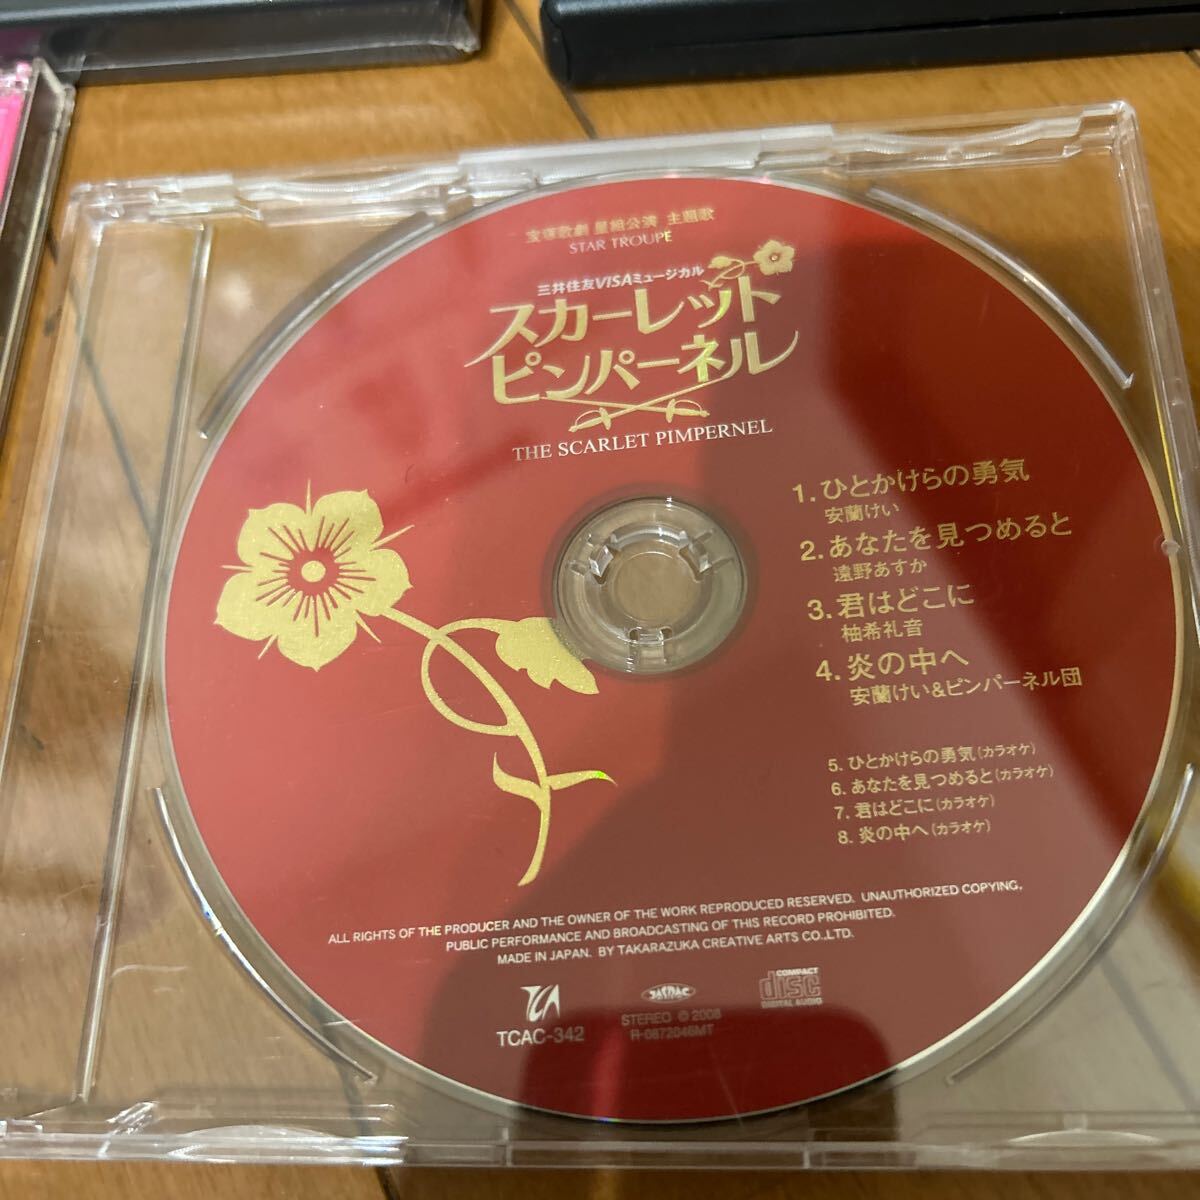 宝塚歌劇 星組公演 主題歌
STAR TROUPE
三井住友VISAミュージカル
スカーレット
ピンパーネル
THE SCARLET PIMPERNEL
1. ひとかけらの勇気
安蘭けい
2. あなたを見つめると
遠野あすか
3. 君はどこに
柚希礼音
4. 炎の中へ
安蘭けい&ピンパーネル団
5. ひとかけらの勇気(カラオケ)
6. あなたを見つめると(カラオケ)
7. 君はどこに(カラオケ)
8. 炎の中へ(カラオケ)
ALL RIGHTS OF THE PRODUCER AND THE OWNER OF THE WORK REPRODUCED RESERVED. UNAUTHORIZED COPYING,
PUBLIC PERFORMANCE AND BROADCASTING OF THIS RECORD PROHIBITED.
MADE IN JAPAN. BY TAKARAZUKA CREATIVE ARTS CO.,LTD.
TCA
TCAC-342
JASRAC
STEREO © 2008
R-0872046MT
COMPACT
disc
DIGITAL AUDIO